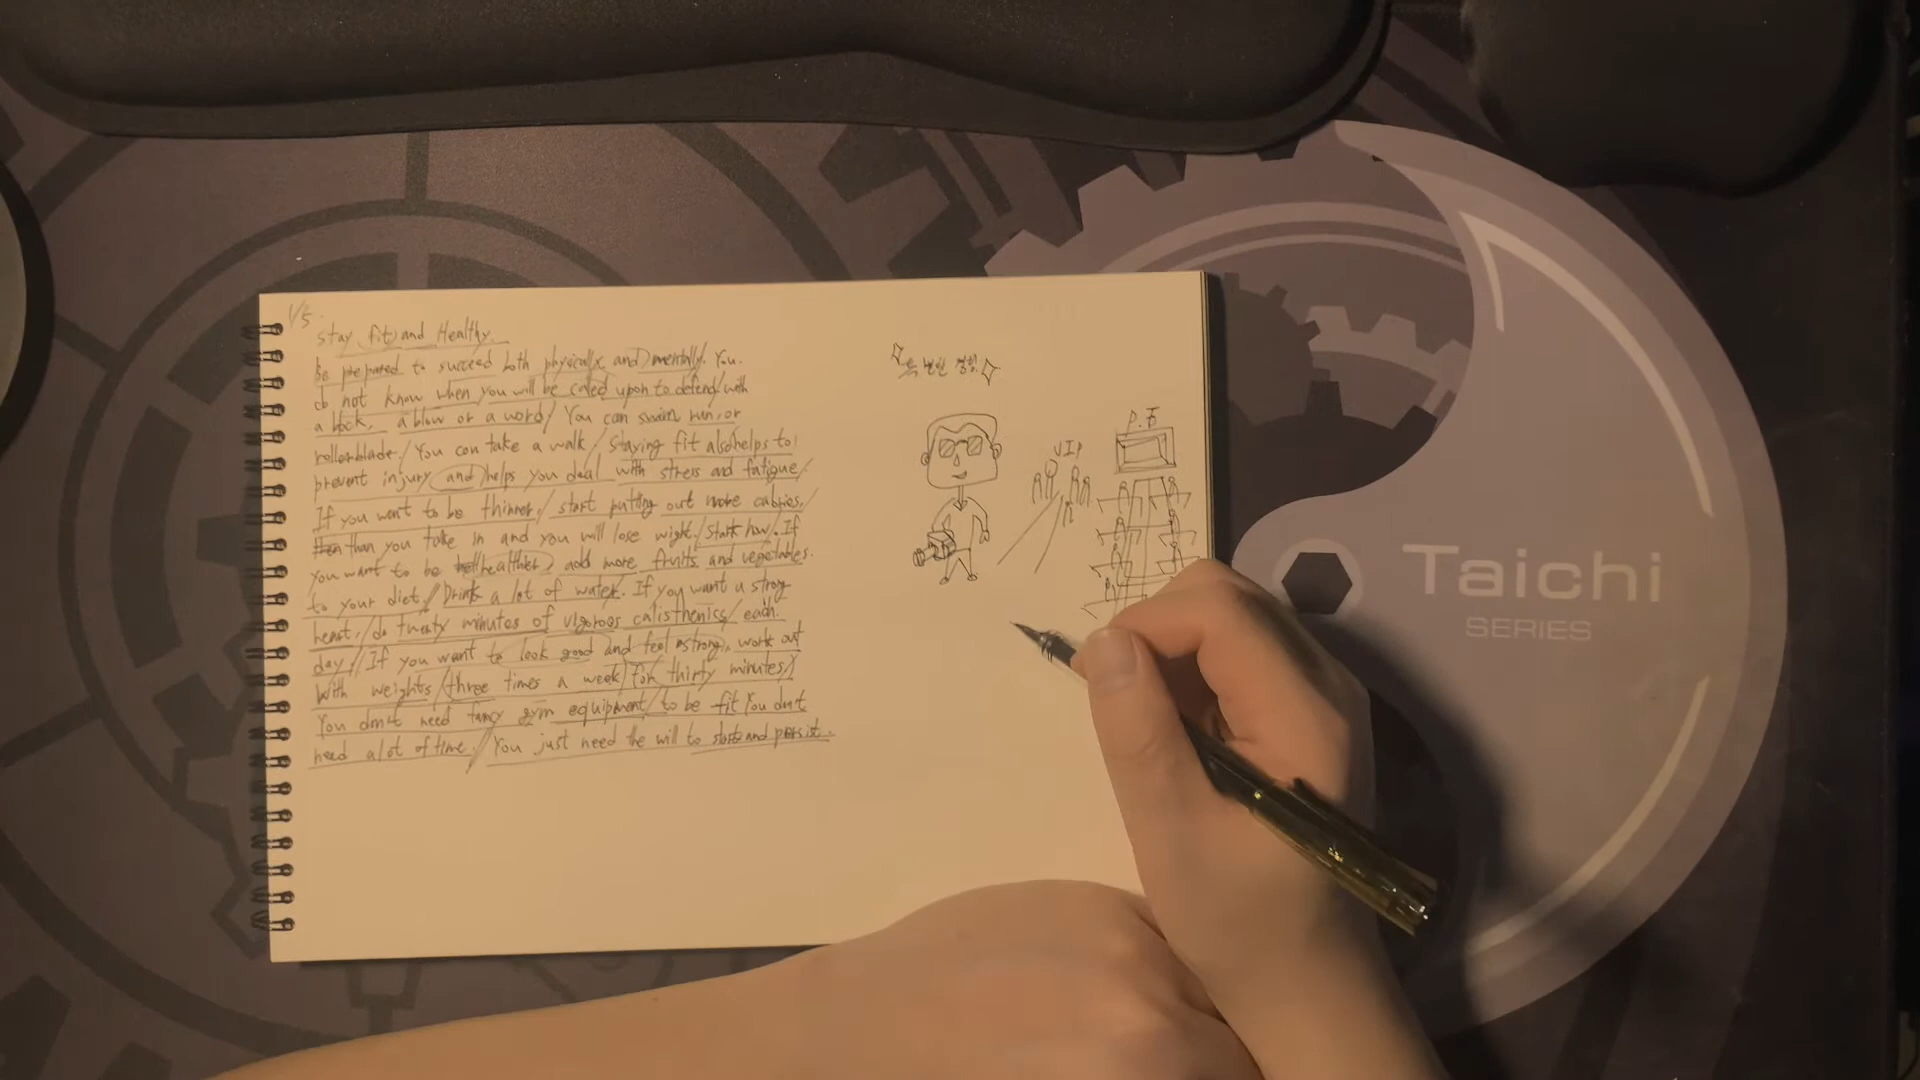 1/5
Stay fit and Healthy.
Be prepared to succeed both physically and mentally. You
do not know when you will be called upon to defend with
a block, a blow or a word/ You can swim run, or
rollerblade./ You can take a walk/ Staying fit also helps to
prevent injury and helps you deal with stress and fatigue/
If you want to be thinner/ start putting out more calories,/
than you take in and you will lose wight./ Start now./ If
you want to be healthier, add more fruits and vegetables.
to your diet.// Drink a lot of water. If you want a strong
heart,/ do twenty minutes of vigoros calisthenics/ each
day.// If you want to look good and feel strong, work out
with weights/ three times a week/ for thirty minutes/
You don't need fancy gym equipment/ to be fit You don't
need a lot of time./ You just need the will to start and persist.
VIP
Taichi
SERIES